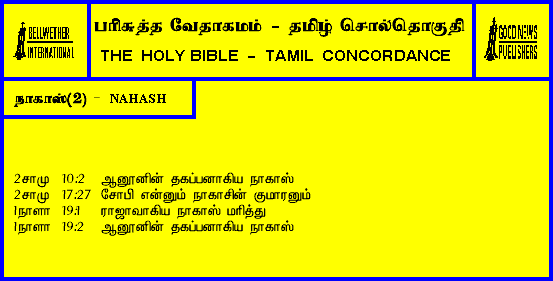 BELLWETHER
INTERNATIONAL
பரிசுத்த வேதாகமம் - தமிழ் சொல்தொகுதி
THE HOLY BIBLE - TAMIL CONCORDANCE
GOOD NEWS
PUBLISHERS
நாகாஸ்(2) - NAHASH
2சாமு 10:2 ஆனூனின் தகப்பனாகிய நாகாஸ்
2சாமு 17:27 சோபி என்னும் நாகாசின் குமாரனும்
1நாளா 19:1 ராஜாவாகிய நாகாஸ் மரித்து
1நாளா 19:2 ஆனூனின் தகப்பனாகிய நாகாஸ்